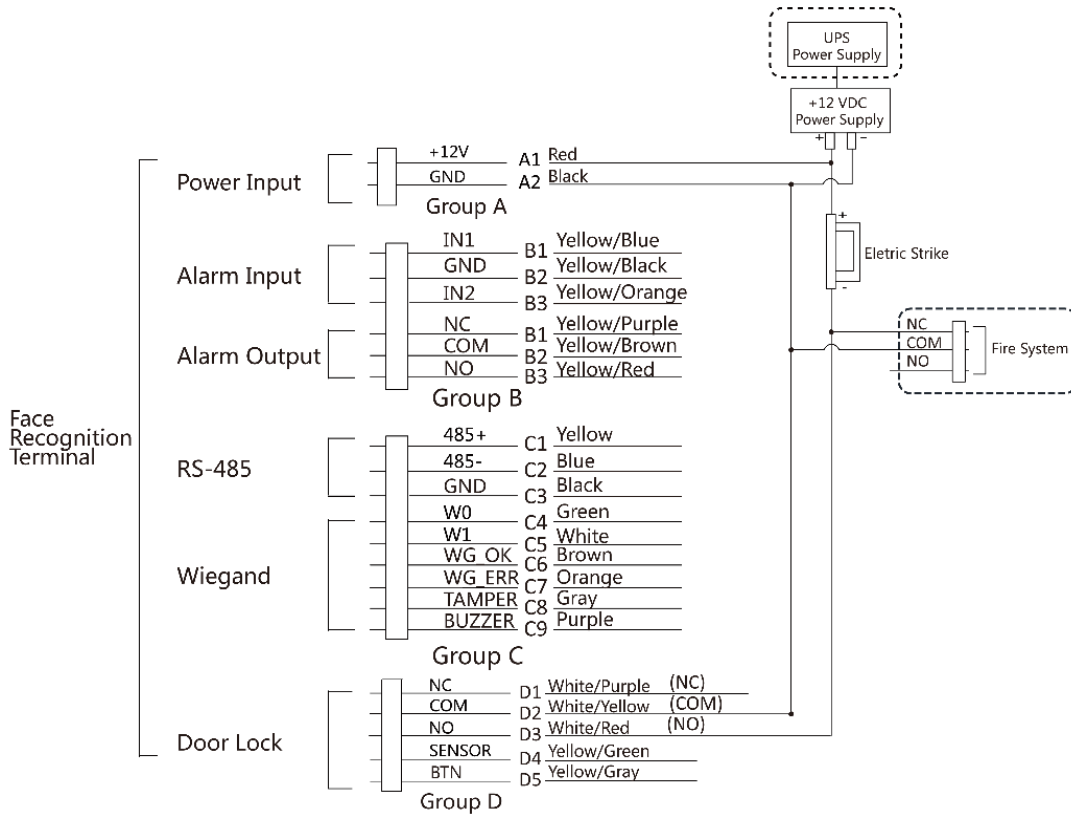 UPS
Power Supply
+12 VDC
Power Supply
+ -
+12V A1 Red
Power Input
GND A2 Black
Group A
+
Eletric Strike
-
IN1 B1 Yellow/Blue
Alarm Input
GND B2 Yellow/Black
IN2 B3 Yellow/Orange
NC B1 Yellow/Purple
Alarm Output
COM B2 Yellow/Brown
NO B3 Yellow/Red
Group B
NC
COM
Fire System
NO
Face
Recognition
Terminal
485+ C1 Yellow
RS-485
485- C2 Blue
GND C3 Black
W0 C4 Green
W1 C5 White
Wiegand
WG_OK C6 Brown
WG_ERR C7 Orange
TAMPER C8 Gray
BUZZER C9 Purple
Group C
NC D1 White/Purple (NC)
COM D2 White/Yellow (COM)
NO D3 White/Red (NO)
Door Lock
SENSOR D4 Yellow/Green
BTN D5 Yellow/Gray
Group D